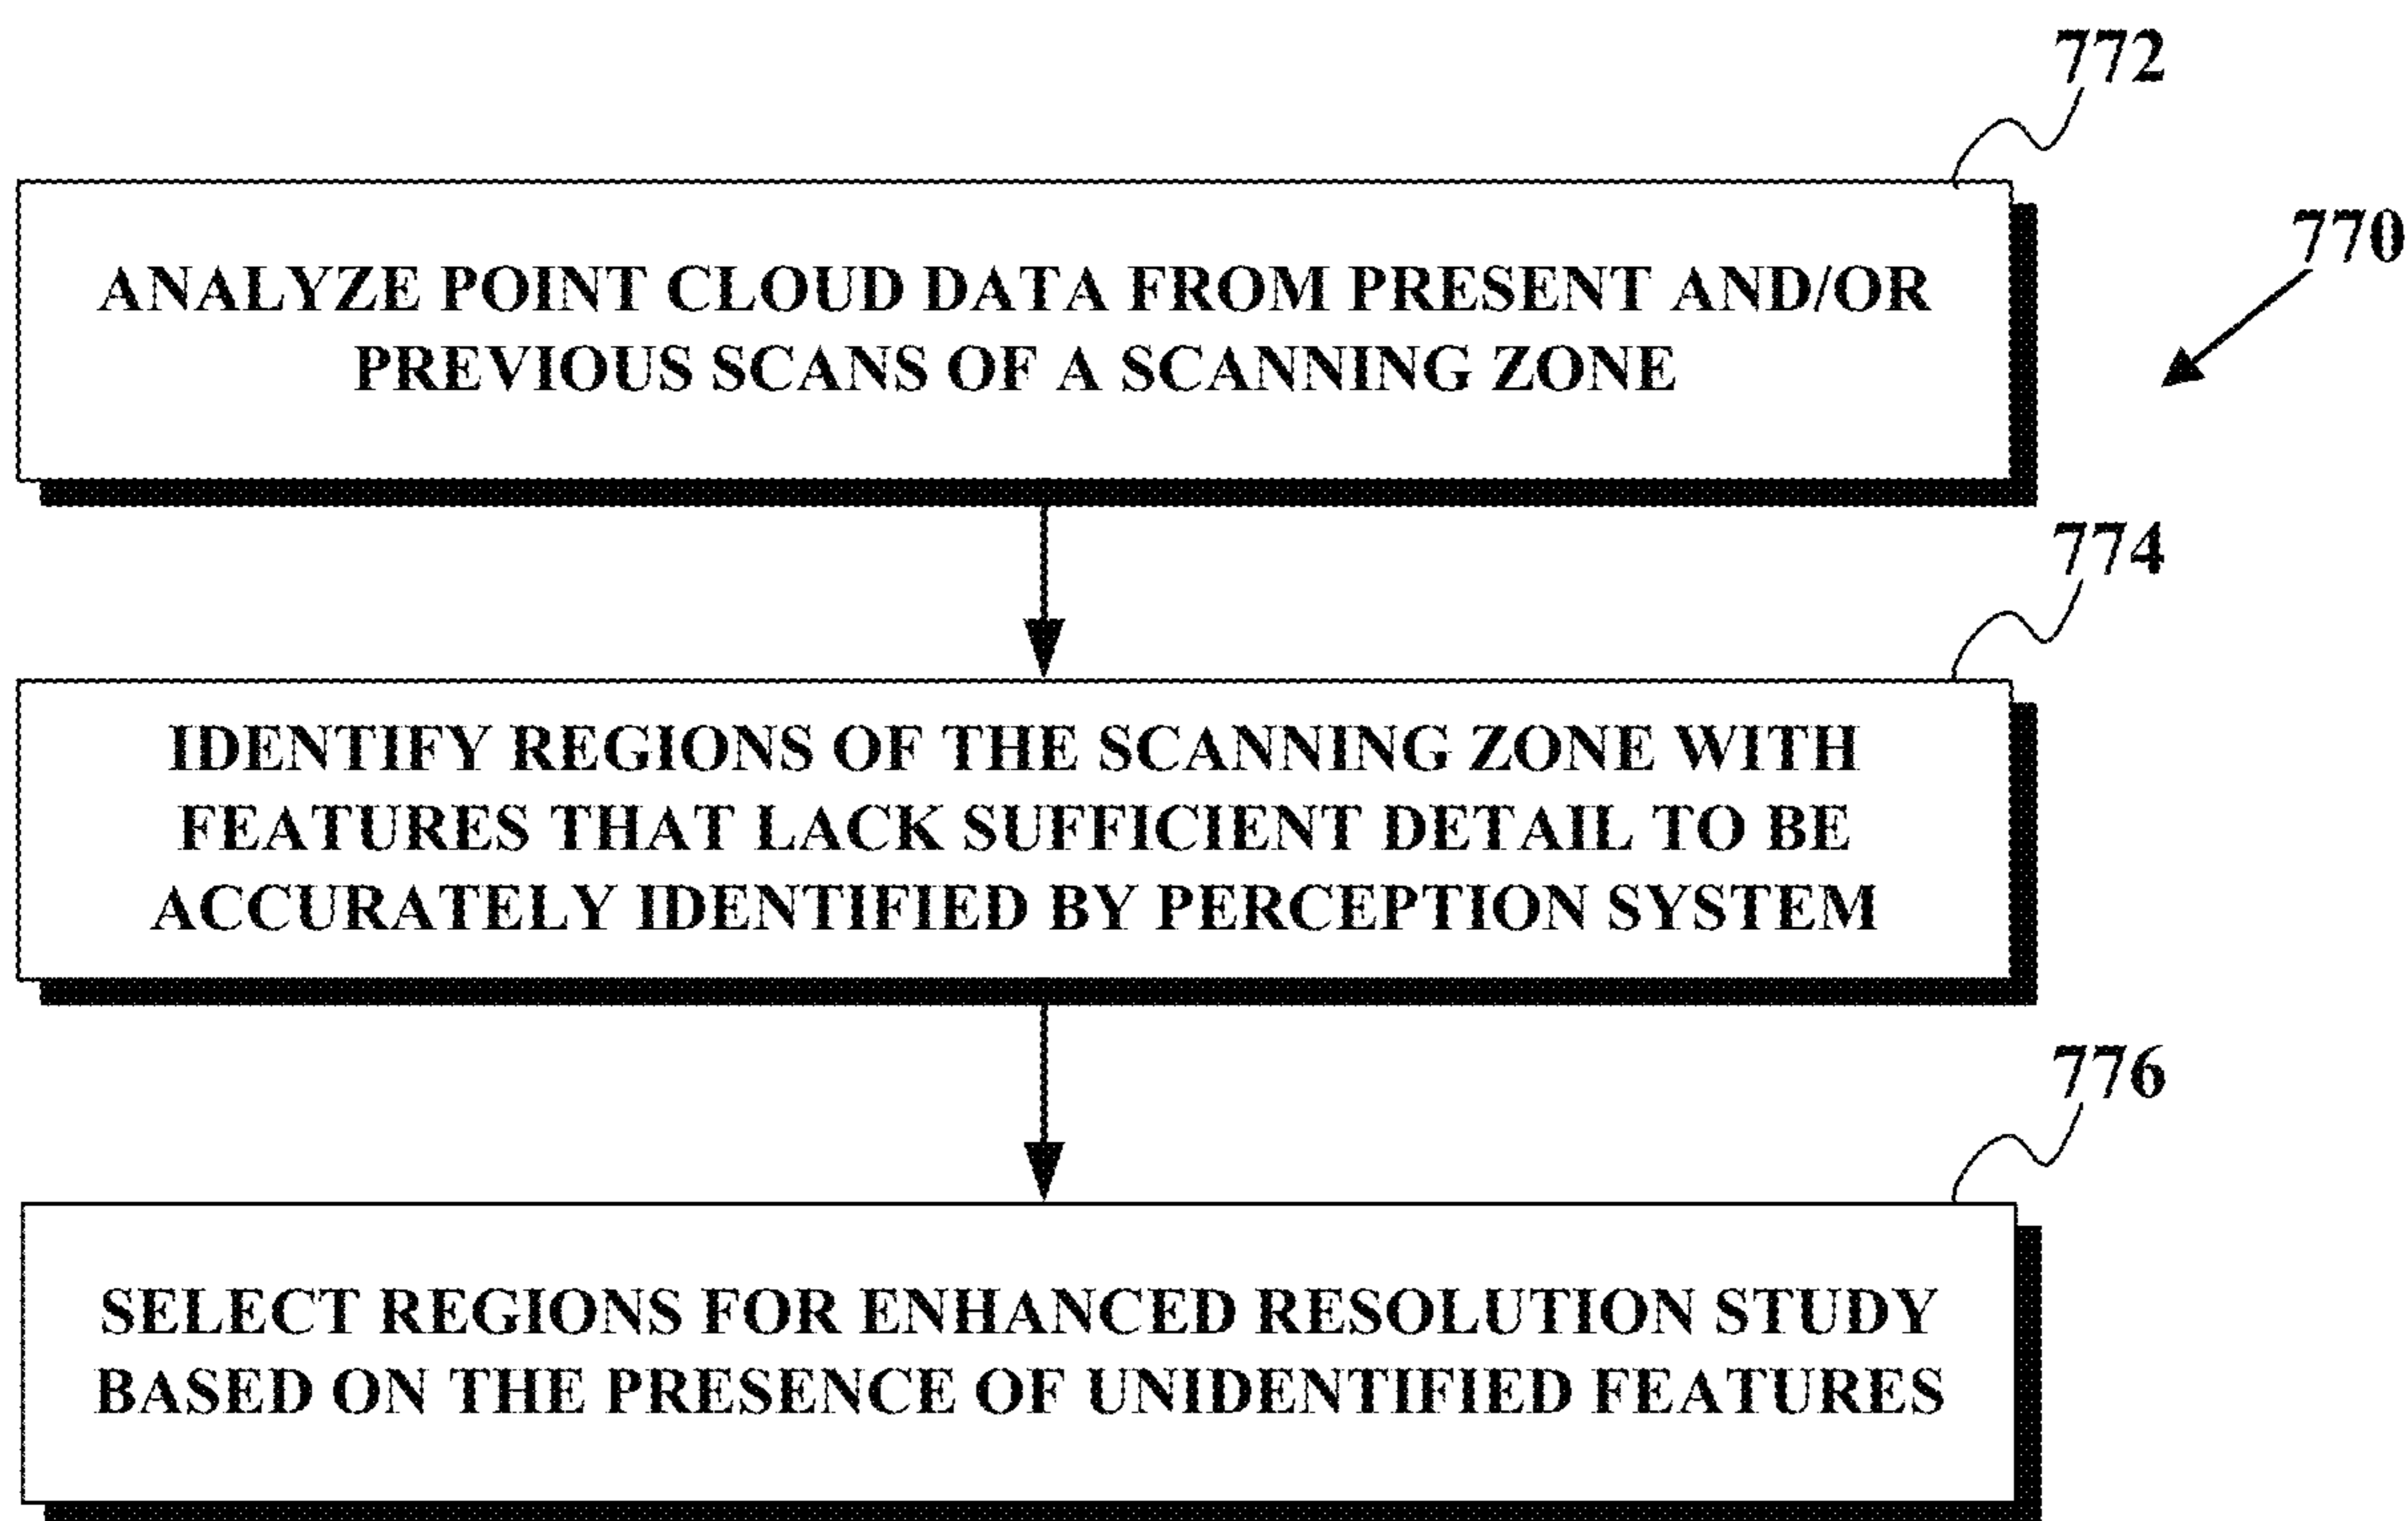 772
770
ANALYZE POINT CLOUD DATA FROM PRESENT AND/OR
PREVIOUS SCANS OF A SCANNING ZONE
774
IDENTIFY REGIONS OF THE SCANNING ZONE WITH
FEATURES THAT LACK SUFFICIENT DETAIL TO BE
ACCURATELY IDENTIFIED BY PERCEPTION SYSTEM
776
SELECT REGIONS FOR ENHANCED RESOLUTION STUDY
BASED ON THE PRESENCE OF UNIDENTIFIED FEATURES